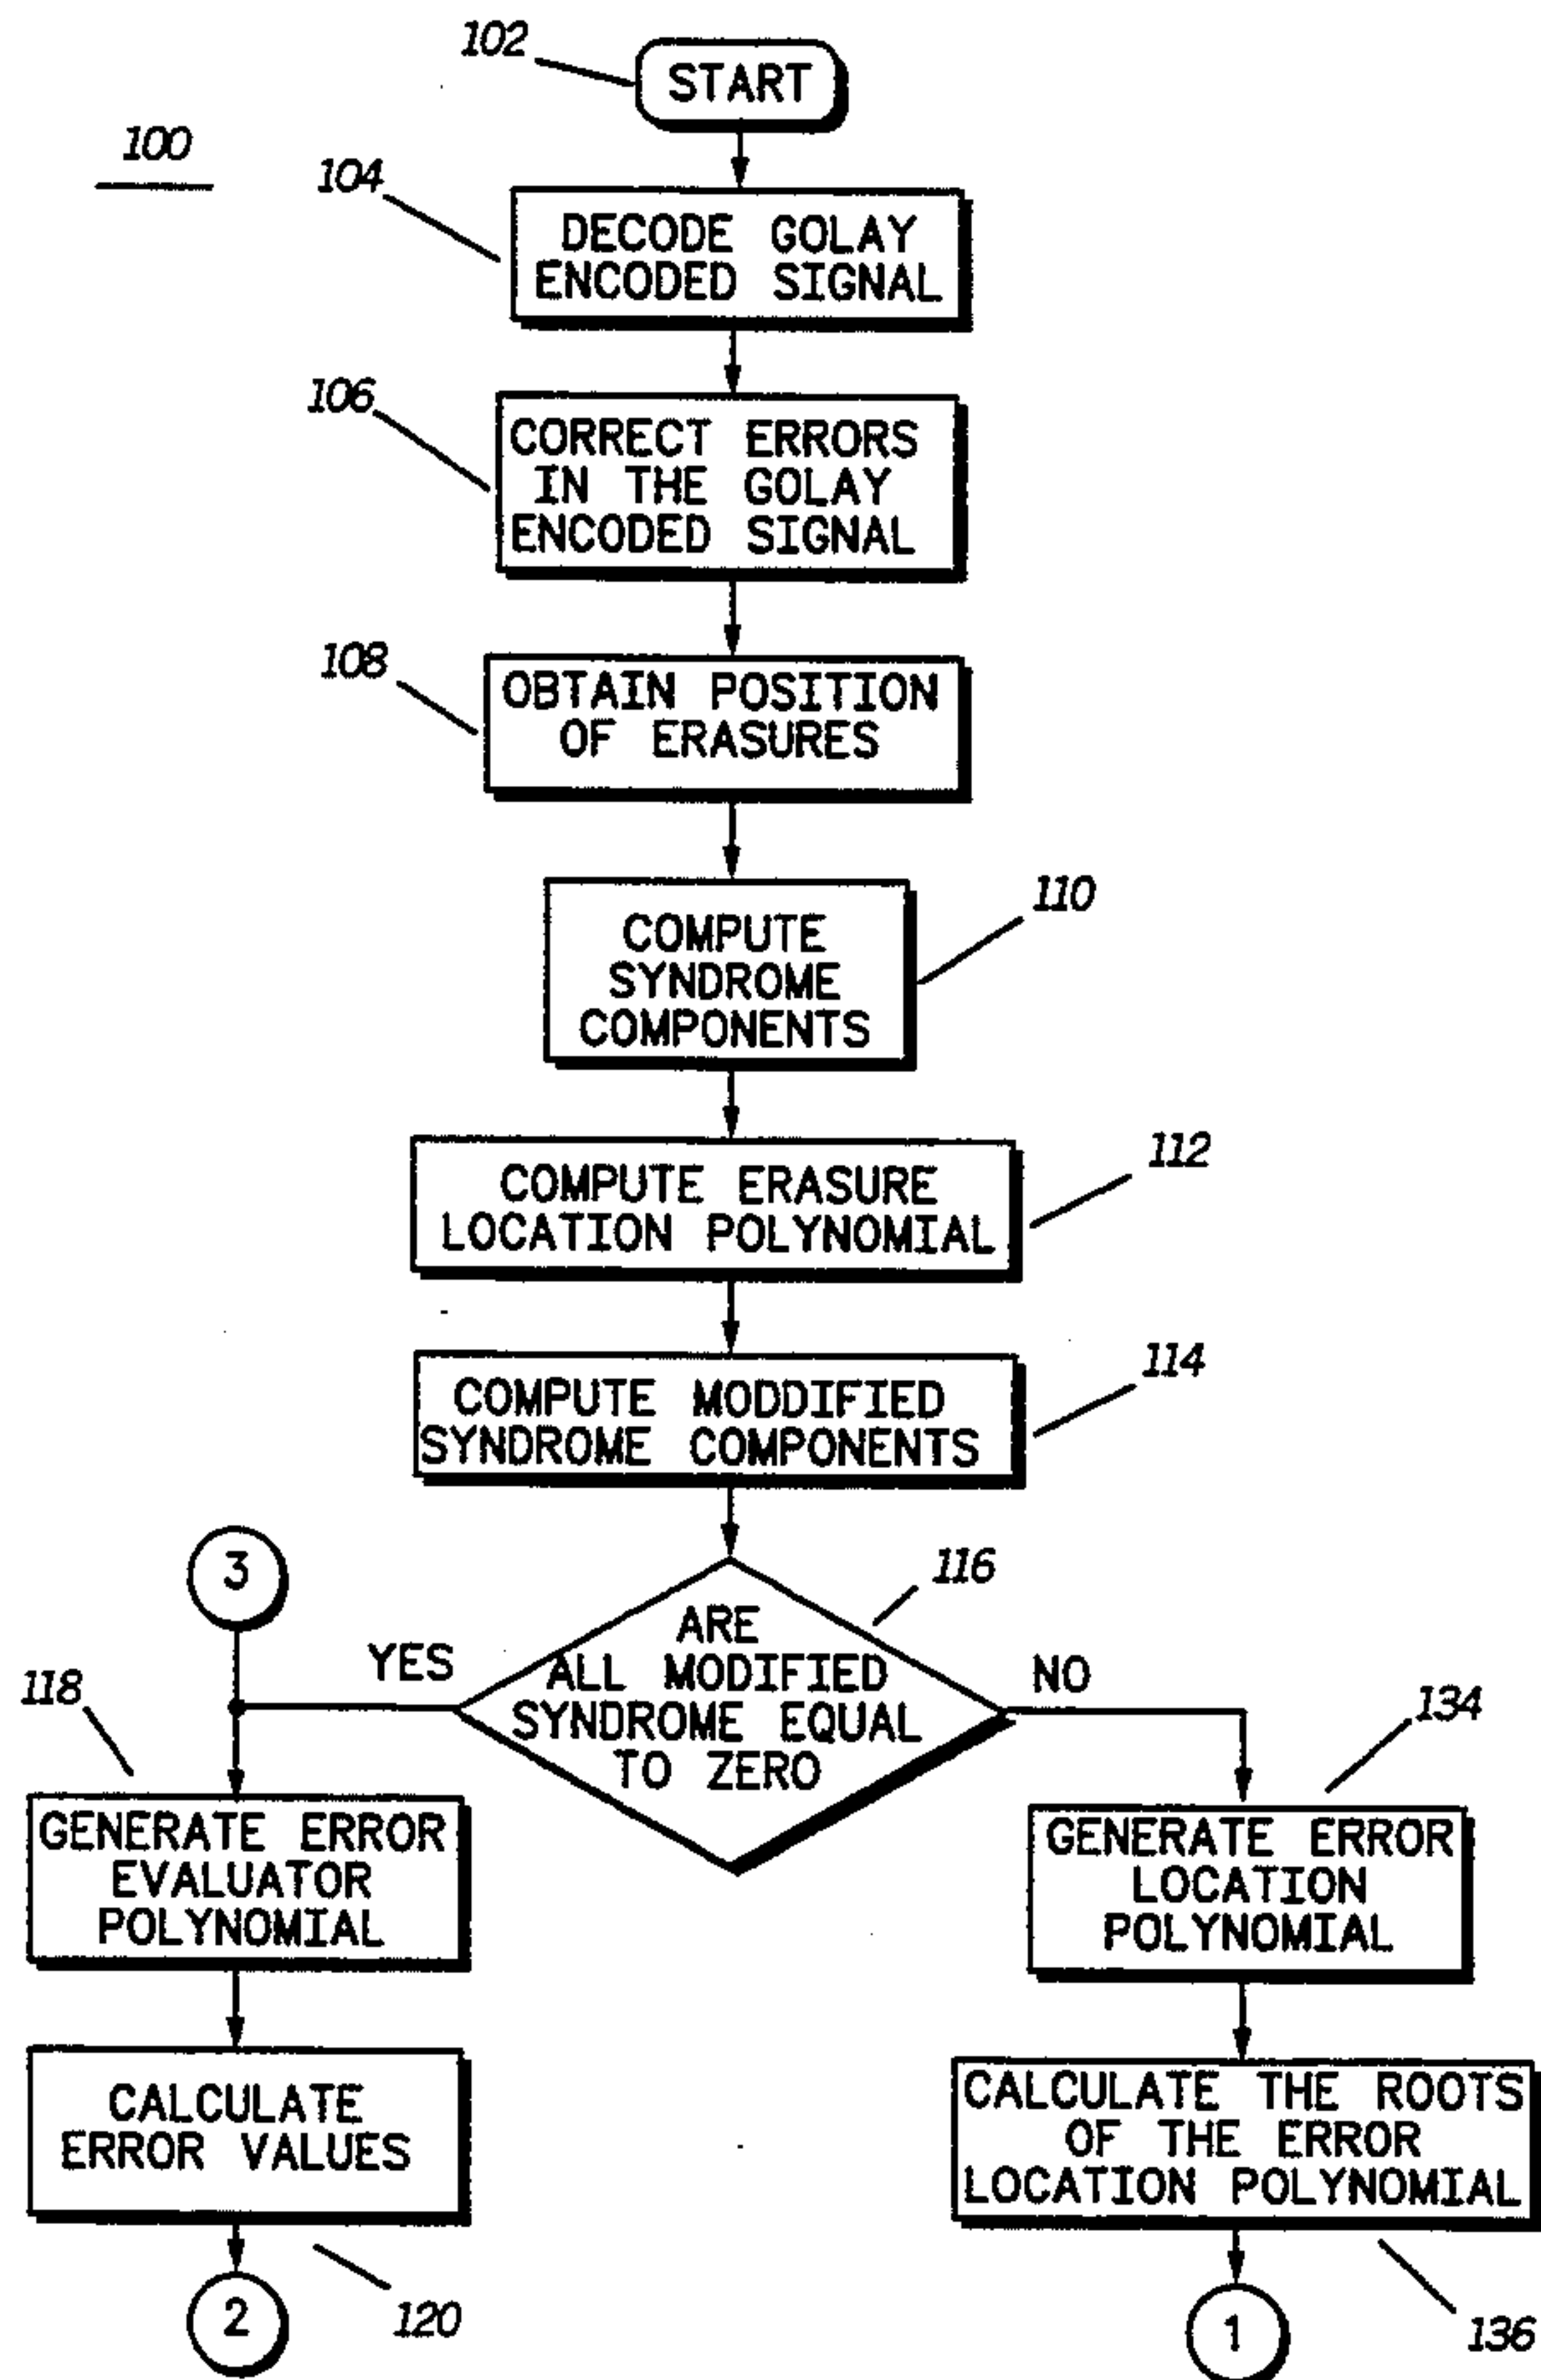 102
START
100
104
DECODE GOLAY
ENCODED SIGNAL
106
CORRECT ERRORS
IN THE GOLAY
ENCODED SIGNAL
108
OBTAIN POSITION
OF ERASURES
110
COMPUTE
SYNDROME
COMPONENTS
112
COMPUTE ERASURE
LOCATION POLYNOMIAL
114
COMPUTE MODDIFIED
SYNDROME COMPONENTS
3
116
ARE
ALL MODIFIED
SYNDROME EQUAL
TO ZERO
YES
NO
118
GENERATE ERROR
EVALUATOR
POLYNOMIAL
134
GENERATE ERROR
LOCATION
POLYNOMIAL
CALCULATE
ERROR VALUES
120
2
CALCULATE THE ROOTS
OF THE ERROR
LOCATION POLYNOMIAL
136
1